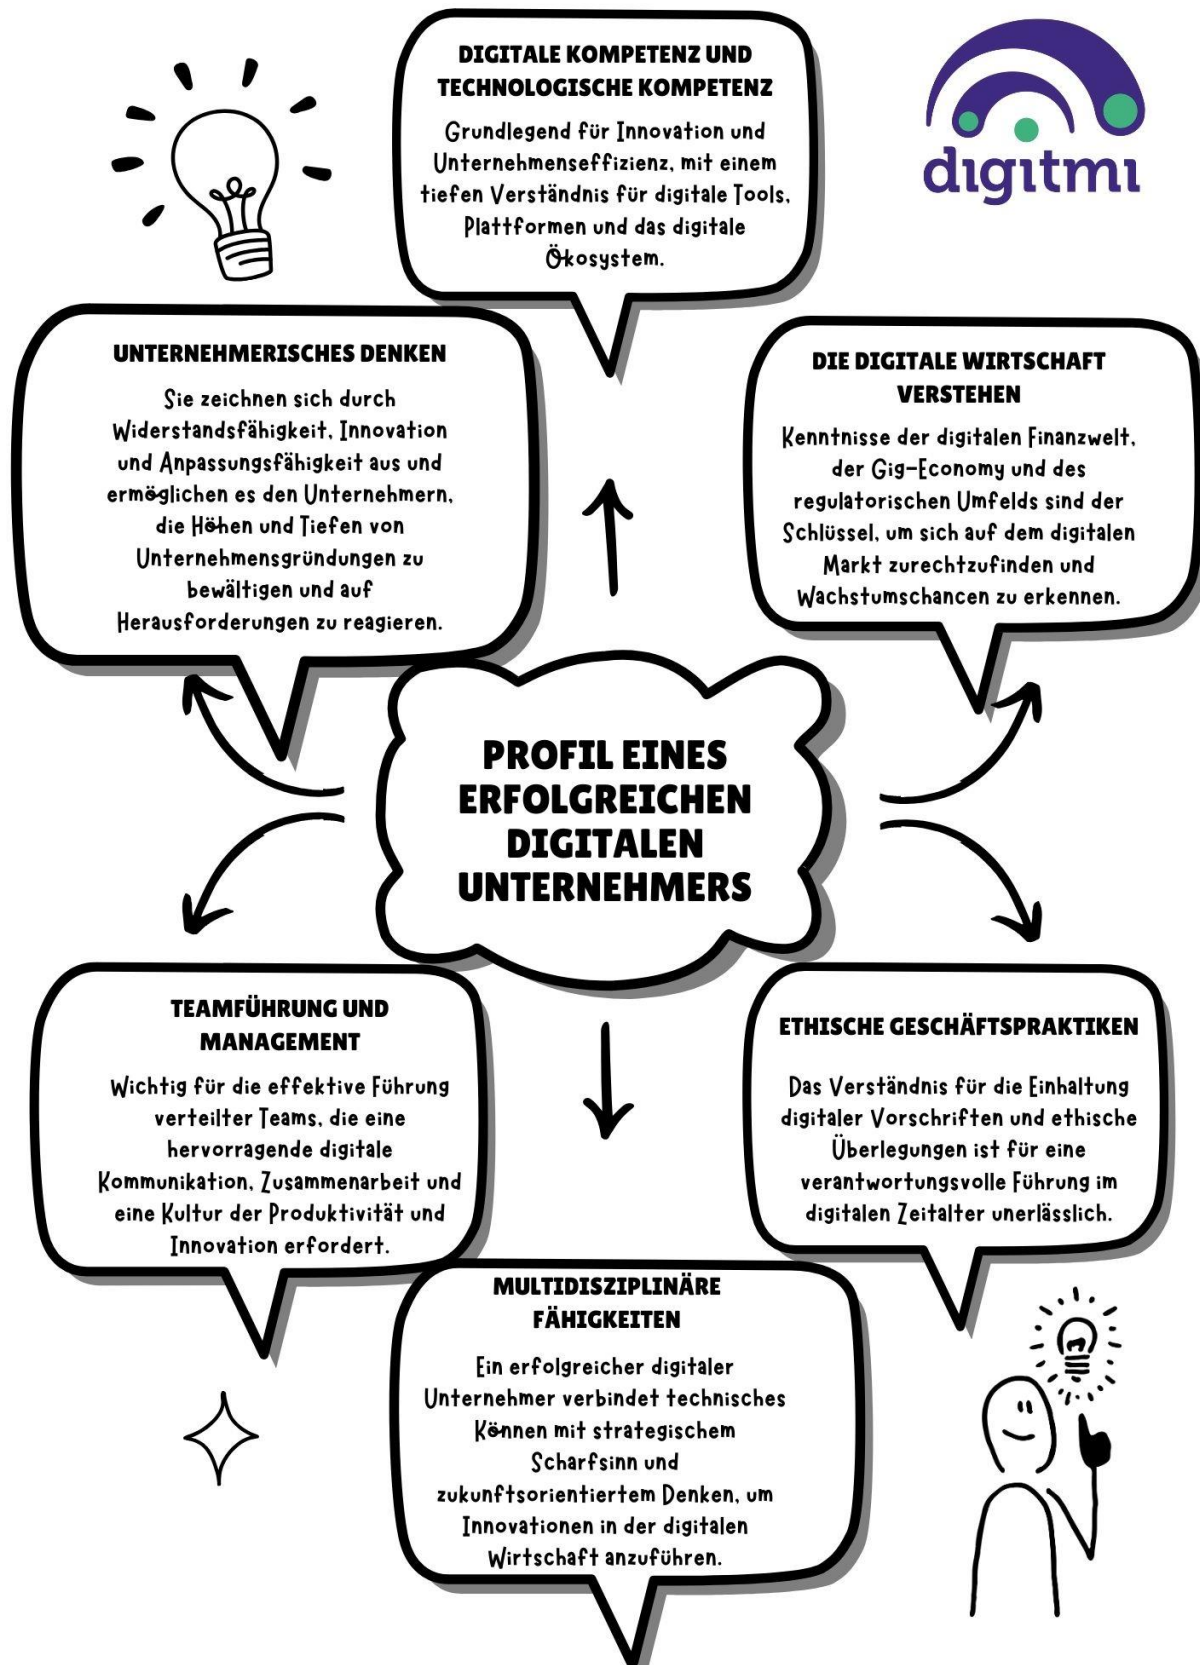 DIGITALE KOMPETENZ UND
TECHNOLOGISCHE KOMPETENZ
Grundlegend für Innovation und
Unternehmenseffizienz, mit einem
tiefen Verständnis für digitale Tools,
Plattformen und das digitale
Ökosystem.
digitmi
UNTERNEHMERISCHES DENKEN
Sie zeichnen sich durch
Widerstandsfähigkeit, Innovation
und Anpassungsfähigkeit aus und
ermöglichen es den Unternehmern,
die Höhen und Tiefen von
Unternehmensgründungen zu
bewältigen und auf
Herausforderungen zu reagieren.
DIE DIGITALE WIRTSCHAFT
VERSTEHEN
Kenntnisse der digitalen Finanzwelt,
der Gig-Economy und des
regulatorischen Umfelds sind der
Schlüssel, um sich auf dem digitalen
Markt zurechtzufinden und
Wachstumschancen zu erkennen.
PROFIL EINES
ERFOLGREICHEN
DIGITALEN
UNTERNEHMERS
TEAMFÜHRUNG UND
MANAGEMENT
Wichtig für die effektive Führung
verteilter Teams, die eine
hervorragende digitale
Kommunikation, Zusammenarbeit und
eine Kultur der Produktivität und
Innovation erfordert.
ETHISCHE GESCHÄFTSPRAKTIKEN
Das Verständnis für die Einhaltung
digitaler Vorschriften und ethische
Überlegungen ist für eine
verantwortungsvolle Führung im
digitalen Zeitalter unerlässlich.
MULTIDISZIPLINÄRE
FÄHIGKEITEN
Ein erfolgreicher digitaler
Unternehmer verbindet technisches
Können mit strategischem
Scharfsinn und
zukunftsorientiertem Denken, um
Innovationen in der digitalen
Wirtschaft anzuführen.